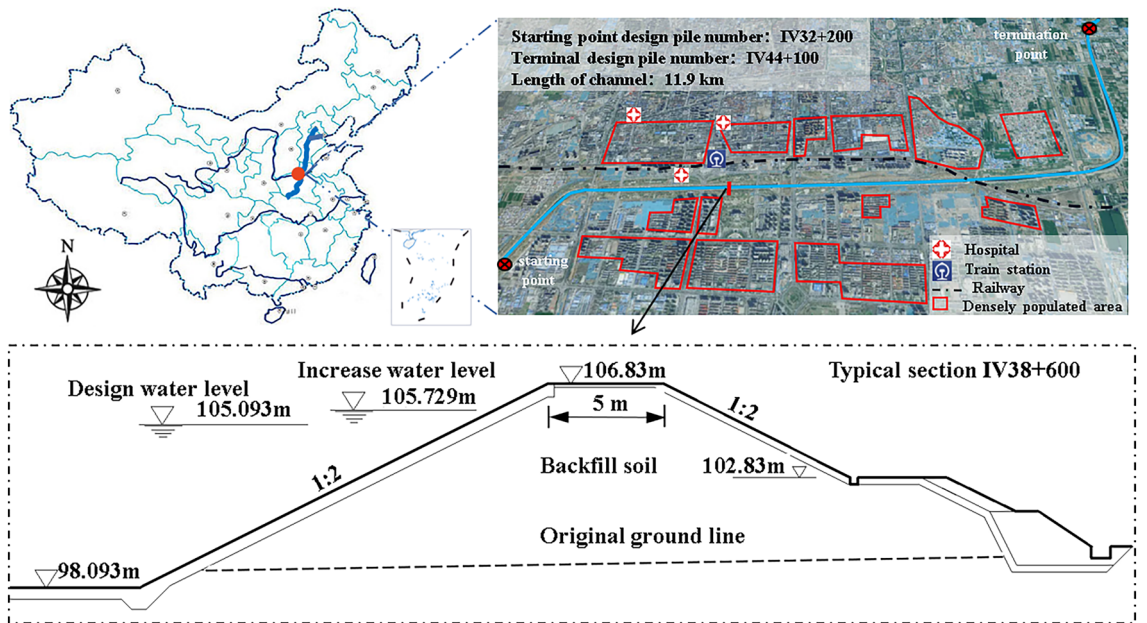 Starting point design pile number: IV32+200
Terminal design pile number: IV44+100
Length of channel: 11.9 km
termination
point
starting
point
Hospital
Train station
Railway
Densely populated area
N
Design water level
105.093m
Increase water level
105.729m
106.83m
5 m
1:2
1:2
Typical section IV38+600
Backfill soil
102.83m
Original ground line
98.093m